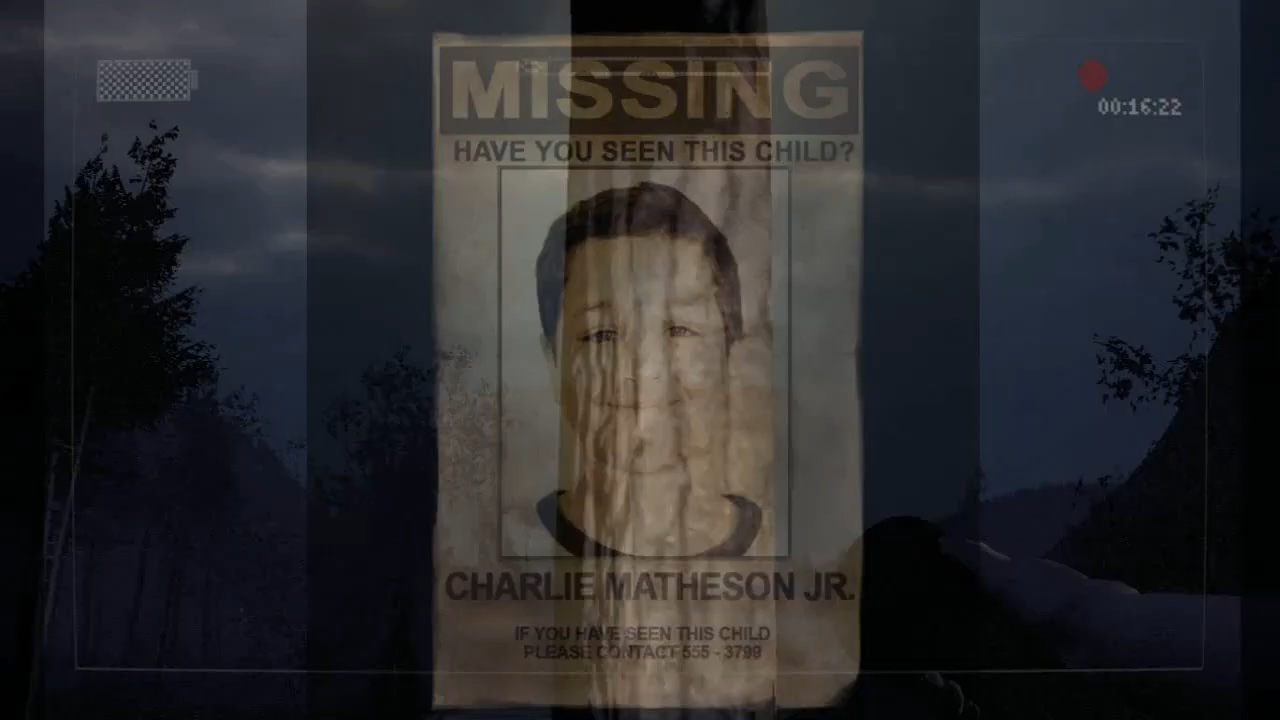 MISSING
00:16:22
HAVE YOU SEEN THIS CHILD?
CHARLIE MATHESON JR.
IF YOU HAVE SEEN THIS CHILD
PLEASE CONTACT 555 - 3799